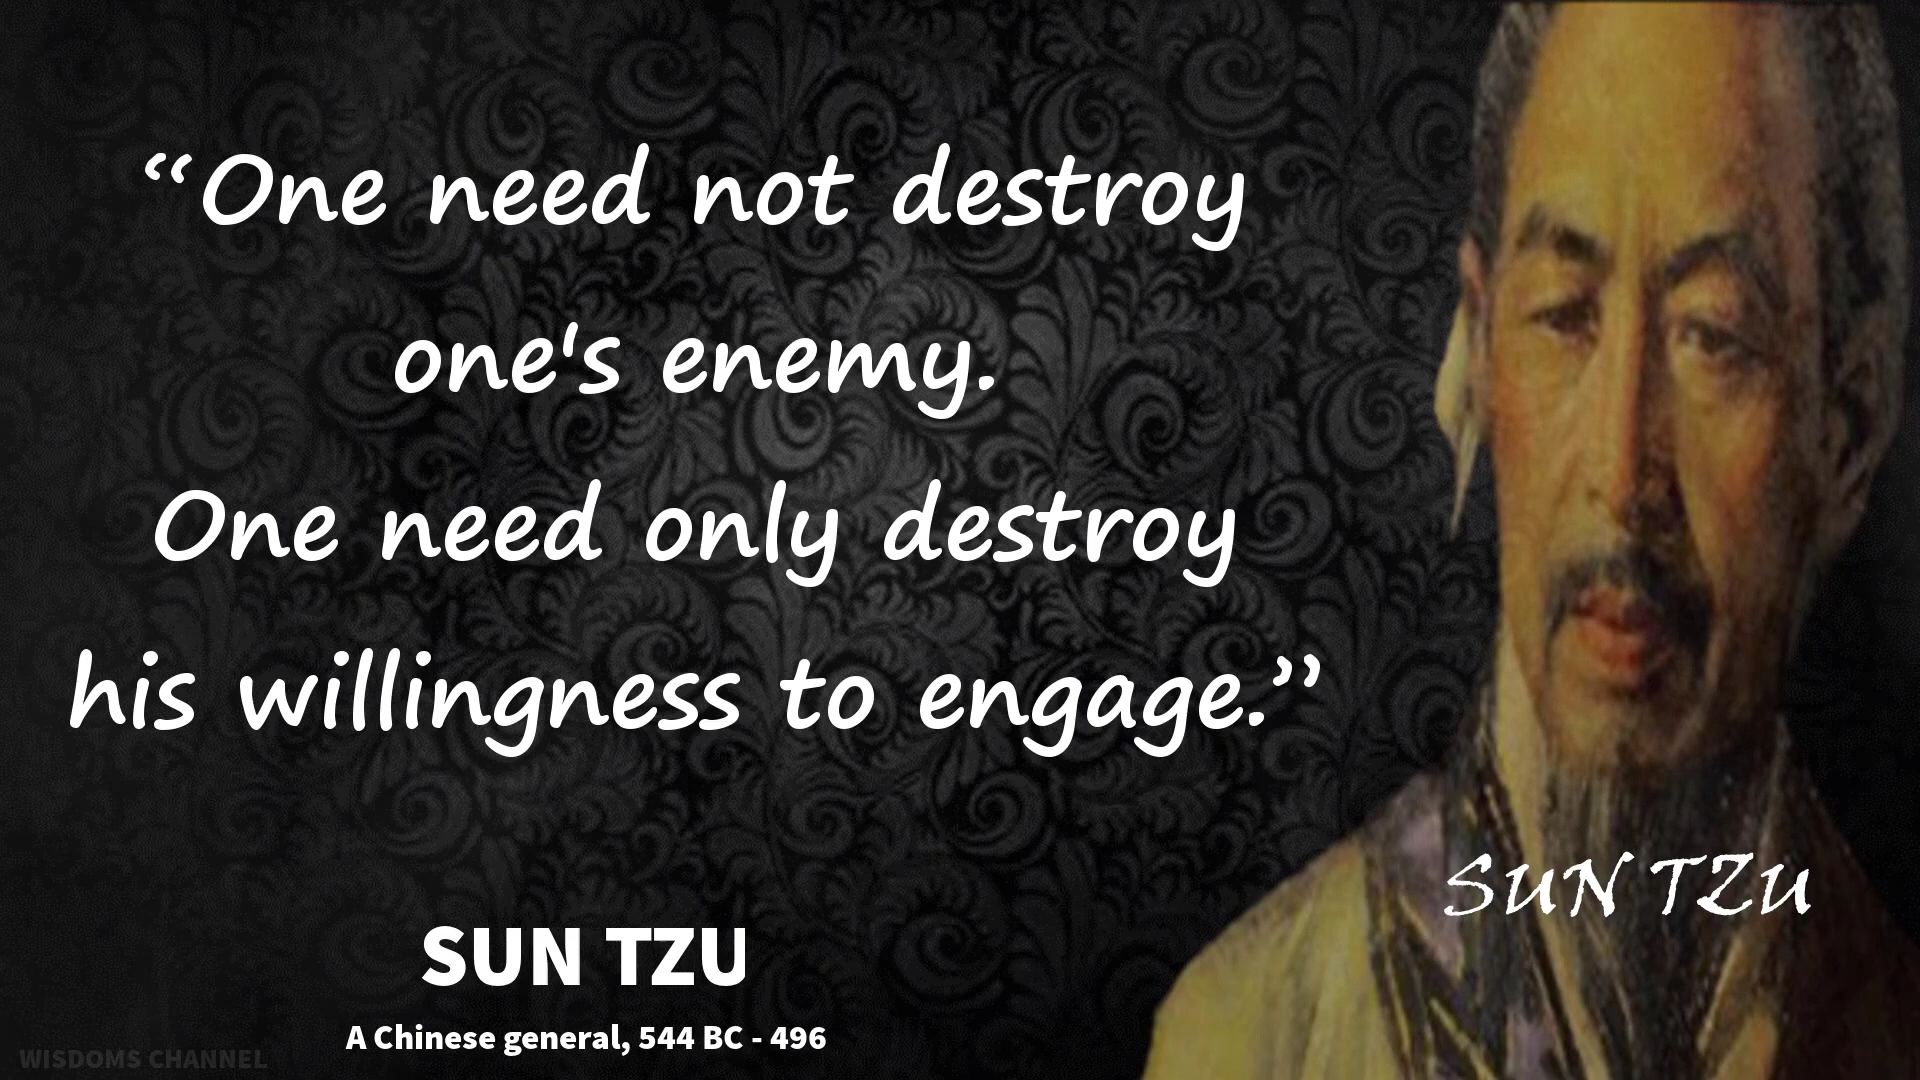 “One need not destroy
one's enemy.
One need only destroy
his willingness to engage.”
SUN TZU
SUN TZU
A Chinese general, 544 BC - 496
WISDOMS CHANNEL